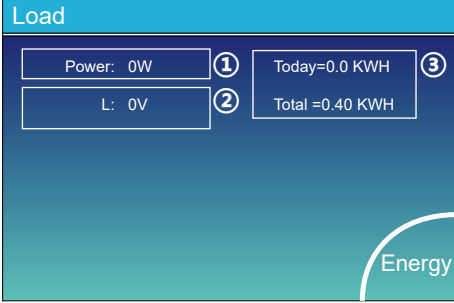 Load
Power: 0W ①
L: 0V ②
Today=0.0 KWH ③
Total =0.40 KWH
Energy